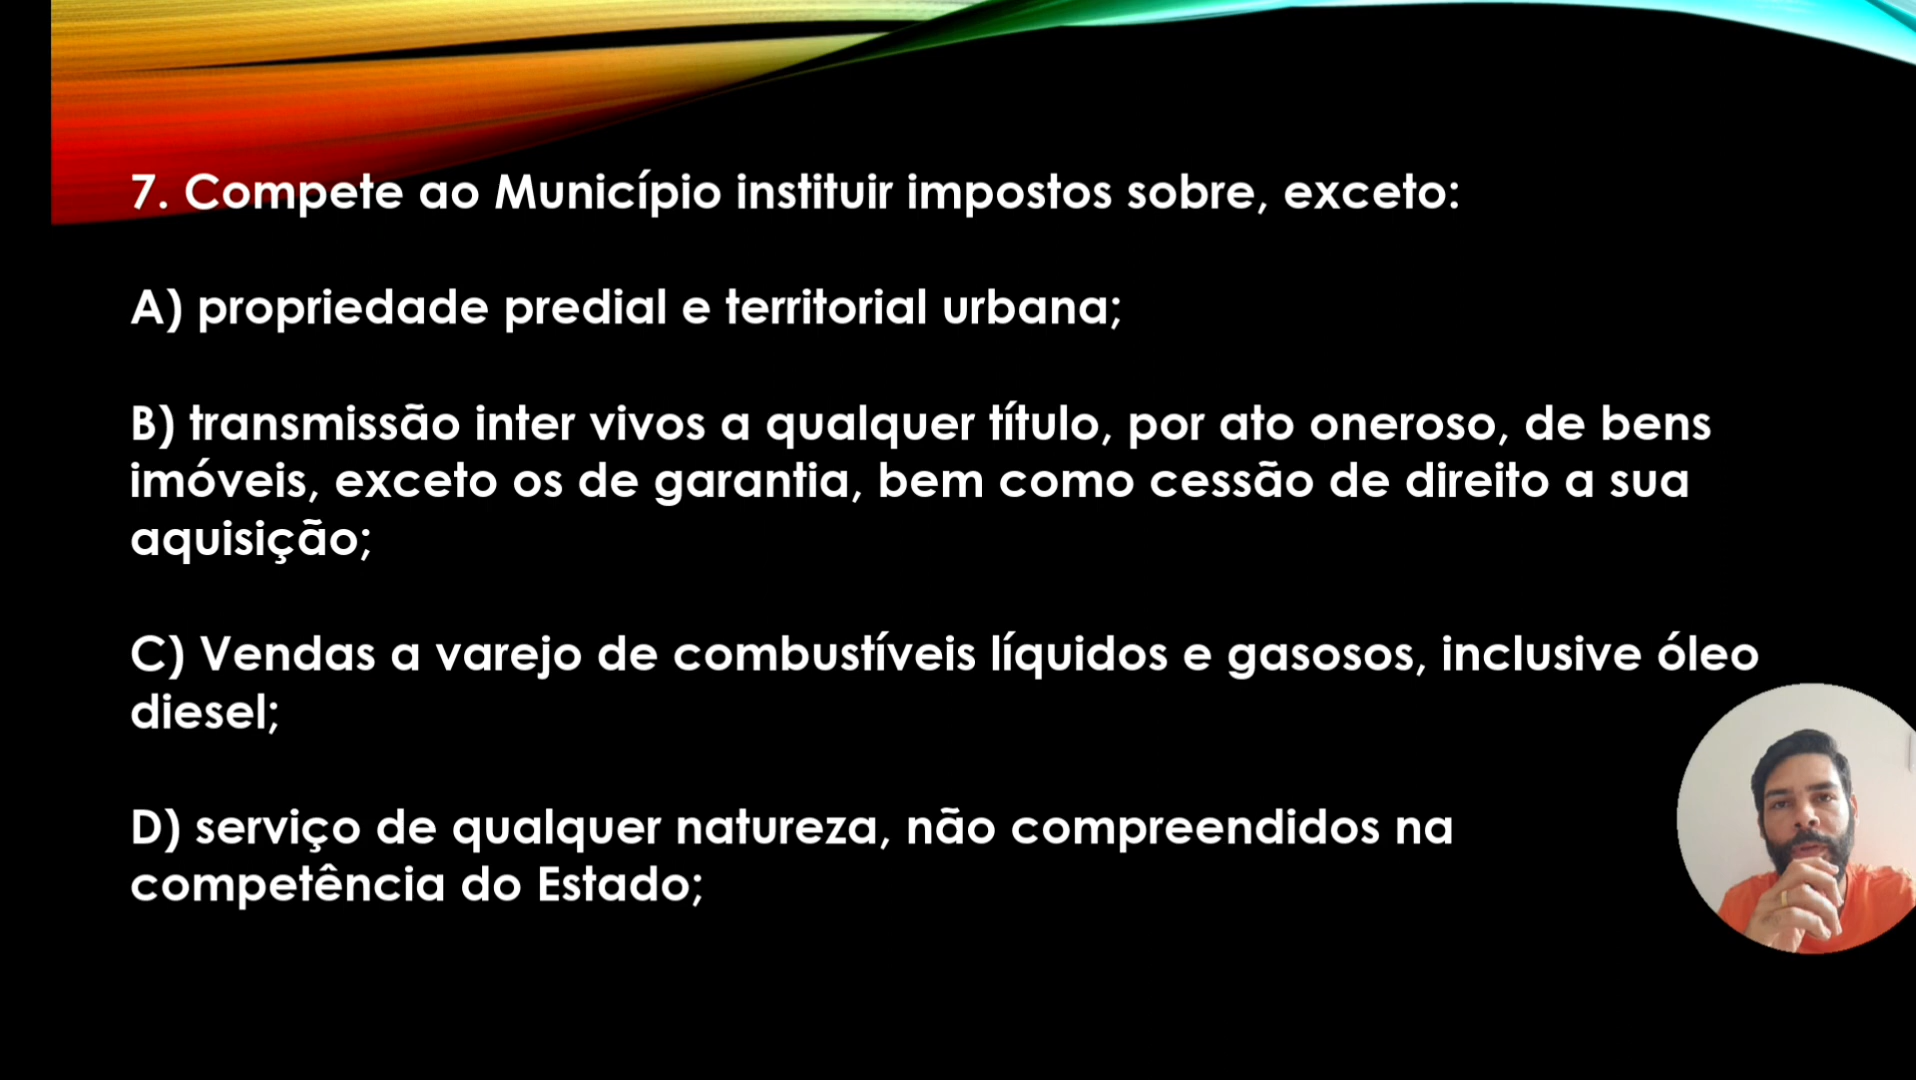 7. Compete ao Município instituir impostos sobre, exceto:
A) propriedade predial e territorial urbana;
B) transmissão inter vivos a qualquer título, por ato oneroso, de bens
imóveis, exceto os de garantia, bem como cessão de direito a sua
aquisição;
C) Vendas a varejo de combustíveis líquidos e gasosos, inclusive óleo
diesel;
D) serviço de qualquer natureza, não compreendidos na
competência do Estado;